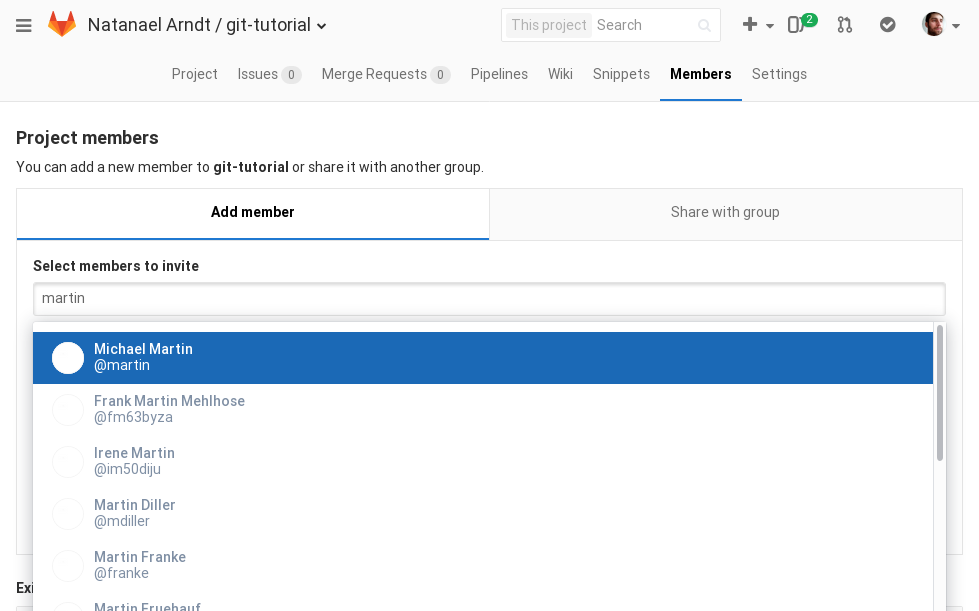 Natanael Arndt / git-tutorial
This project Search
2
Project Issues 0 Merge Requests 0 Pipelines Wiki Snippets Members Settings
Project members
You can add a new member to git-tutorial or share it with another group.
Add member Share with group
Select members to invite
martin
Michael Martin
@martin
Frank Martin Mehlhose
@fm63byza
Irene Martin
@im50diju
Martin Diller
@mdiller
Martin Franke
@franke
Exi
Martin Fruehauf